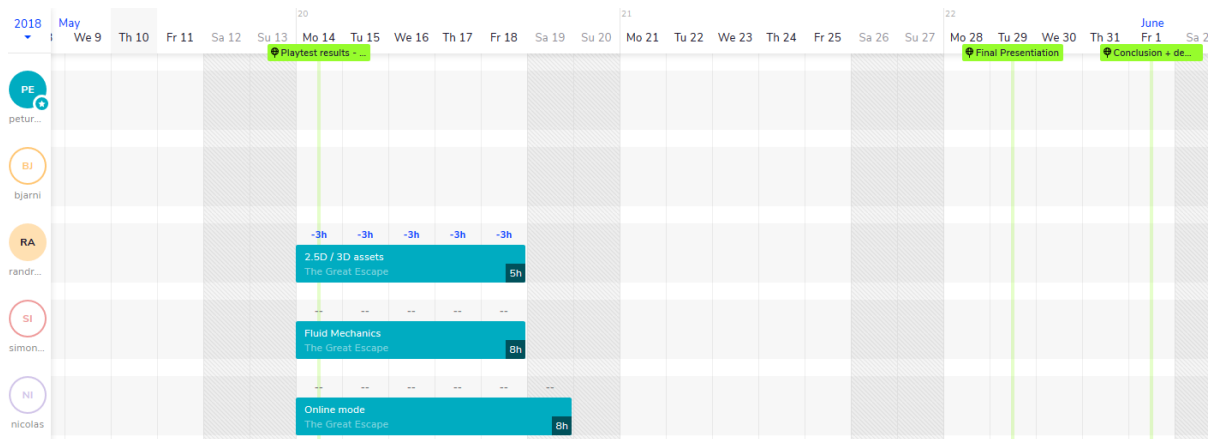 20 21 22
2018 May June
We 9 Th 10 Fr 11 Sa 12 Su 13 Mo 14 Tu 15 We 16 Th 17 Fr 18 Sa 19 Su 20 Mo 21 Tu 22 We 23 Th 24 Fr 25 Sa 26 Su 27 Mo 28 Tu 29 We 30 Th 31 Fr 1 Sa
Playtest results - ... Final Presentation Conclusion + de...
PE
petur...
BJ
bjarni
-3h -3h -3h -3h -3h
RA
2.5D / 3D assets
The Great Escape
5h
randr...
-- -- -- -- --
SI
Fluid Mechanics
The Great Escape
8h
simon...
-- -- -- -- -- --
NI
Online mode
The Great Escape
8h
nicolas